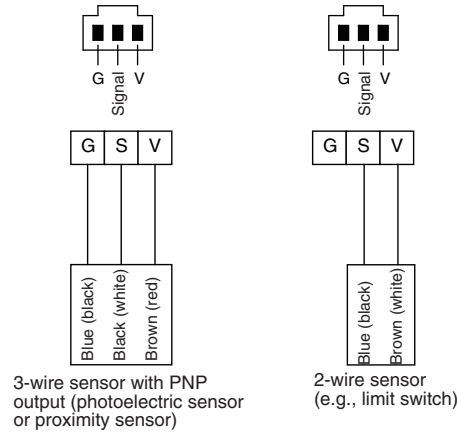 G Signal V
G S V
Blue (black)
Black (white)
Brown (red)
3-wire sensor with PNP
output (photoelectric sensor
or proximity sensor)
G Signal V
G S V
Blue (black)
Brown (white)
2-wire sensor
(e.g., limit switch)